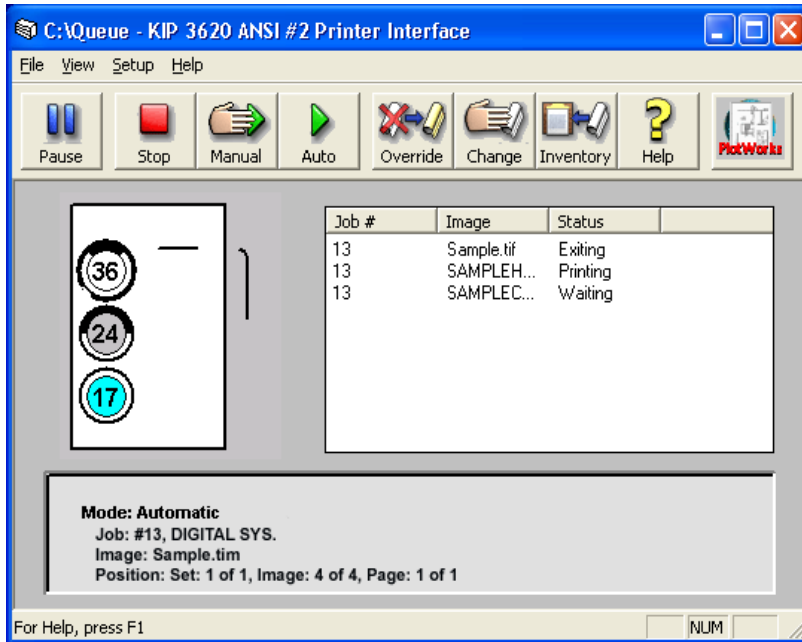 C:\Queue - KIP 3620 ANSI #2 Printer Interface
File View Setup Help
Pause Stop Manual Auto Override Change Inventory Help PlotWorks
Job # Image Status
13 Sample.tif Exiting
13 SAMPLEH... Printing
13 SAMPLEC... Waiting
36
24
17
Mode: Automatic
Job: #13, DIGITAL SYS.
Image: Sample.tim
Position: Set: 1 of 1, Image: 4 of 4, Page: 1 of 1
For Help, press F1 NUM